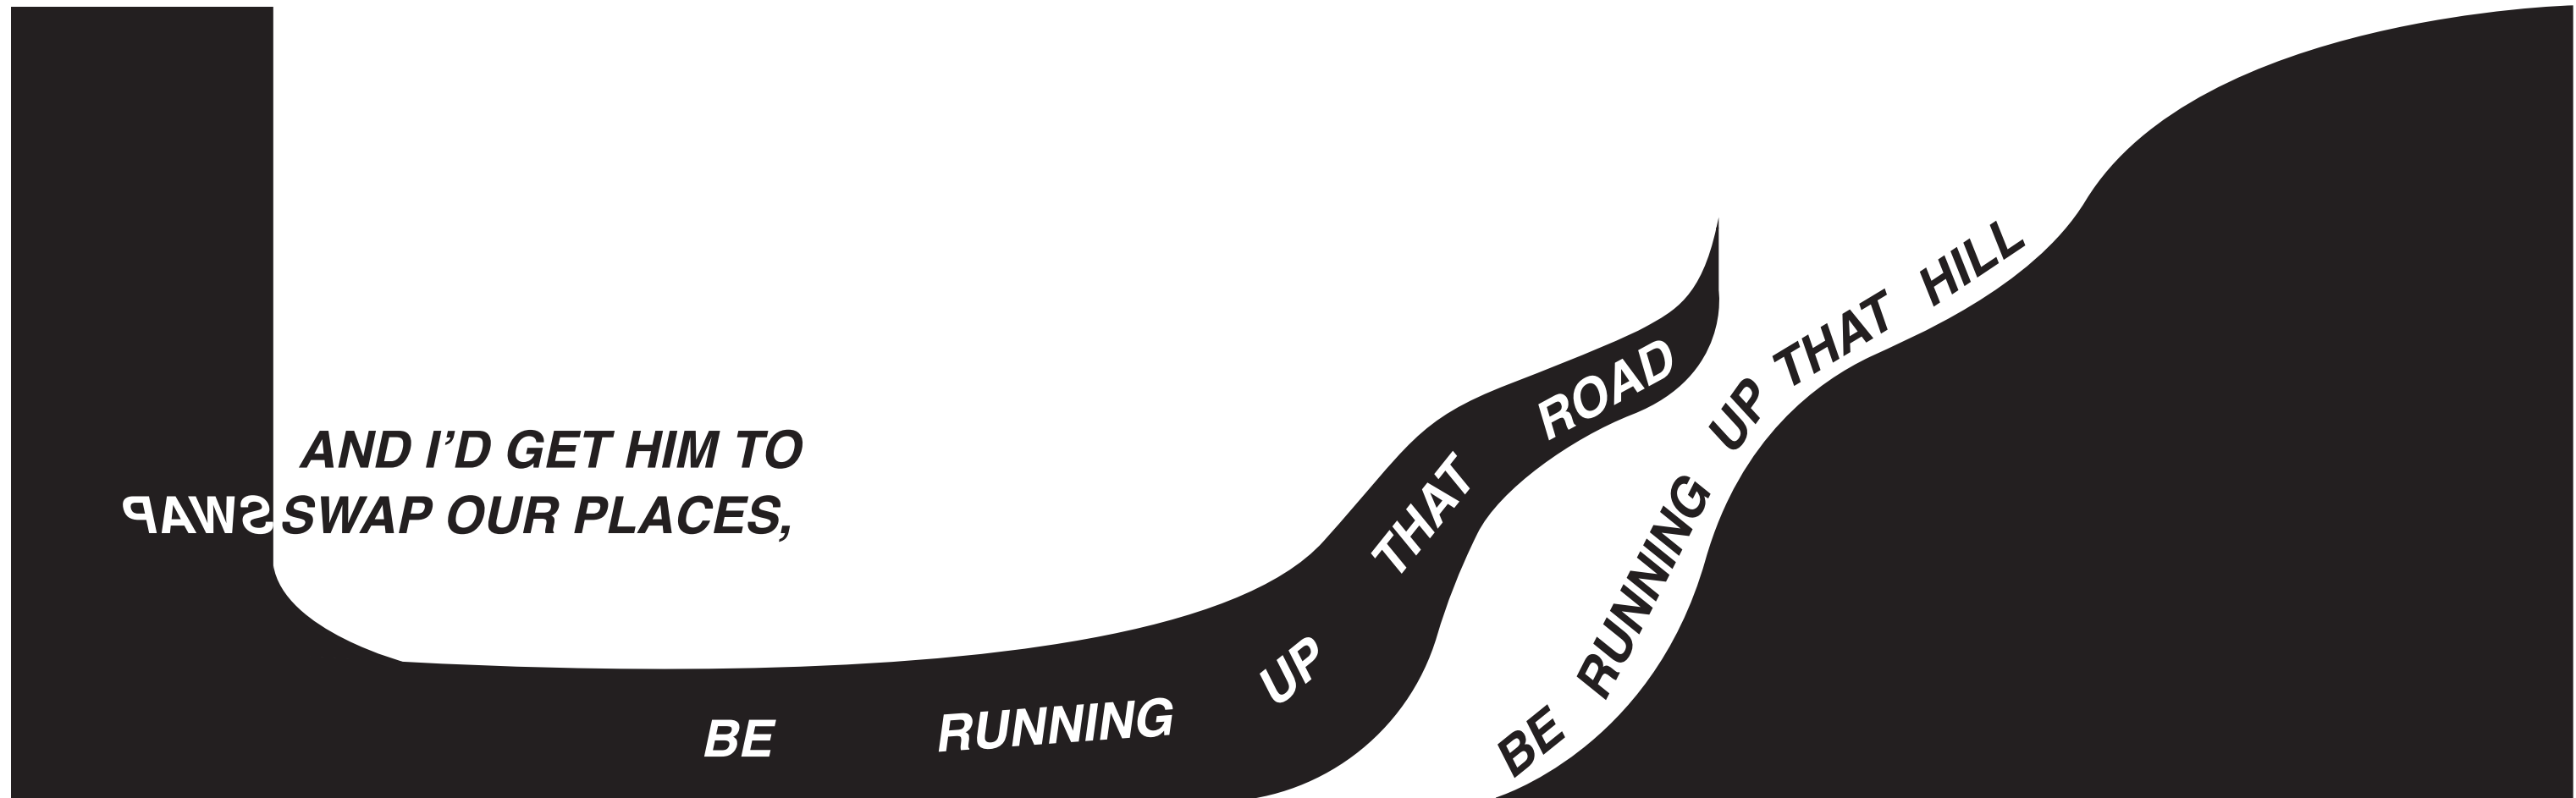 AND I’D GET HIM TO
SWAP SWAP OUR PLACES,
BE RUNNING UP THAT ROAD
BE RUNNING UP THAT HILL